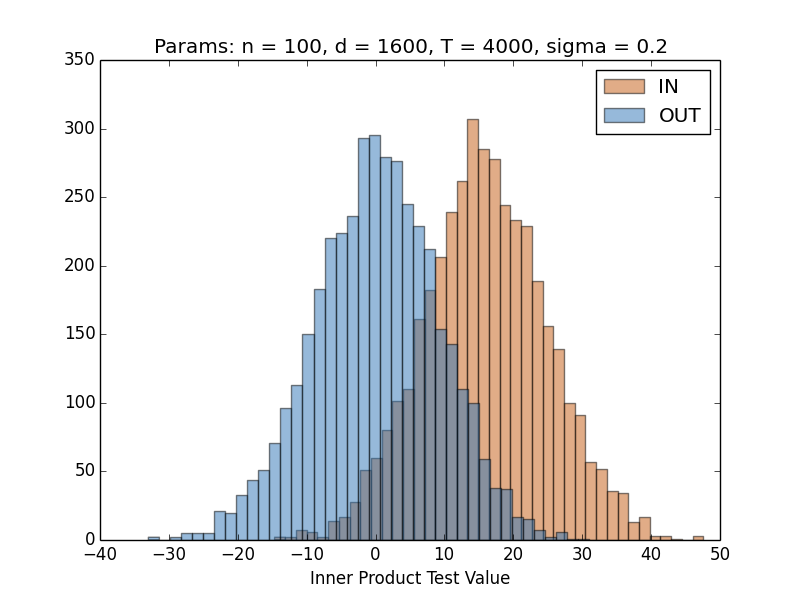 Params: n = 100, d = 1600, T = 4000, sigma = 0.2
350
300
250
200
150
100
50
0
IN
OUT
−40 −30 −20 −10 0 10 20 30 40 50
Inner Product Test Value